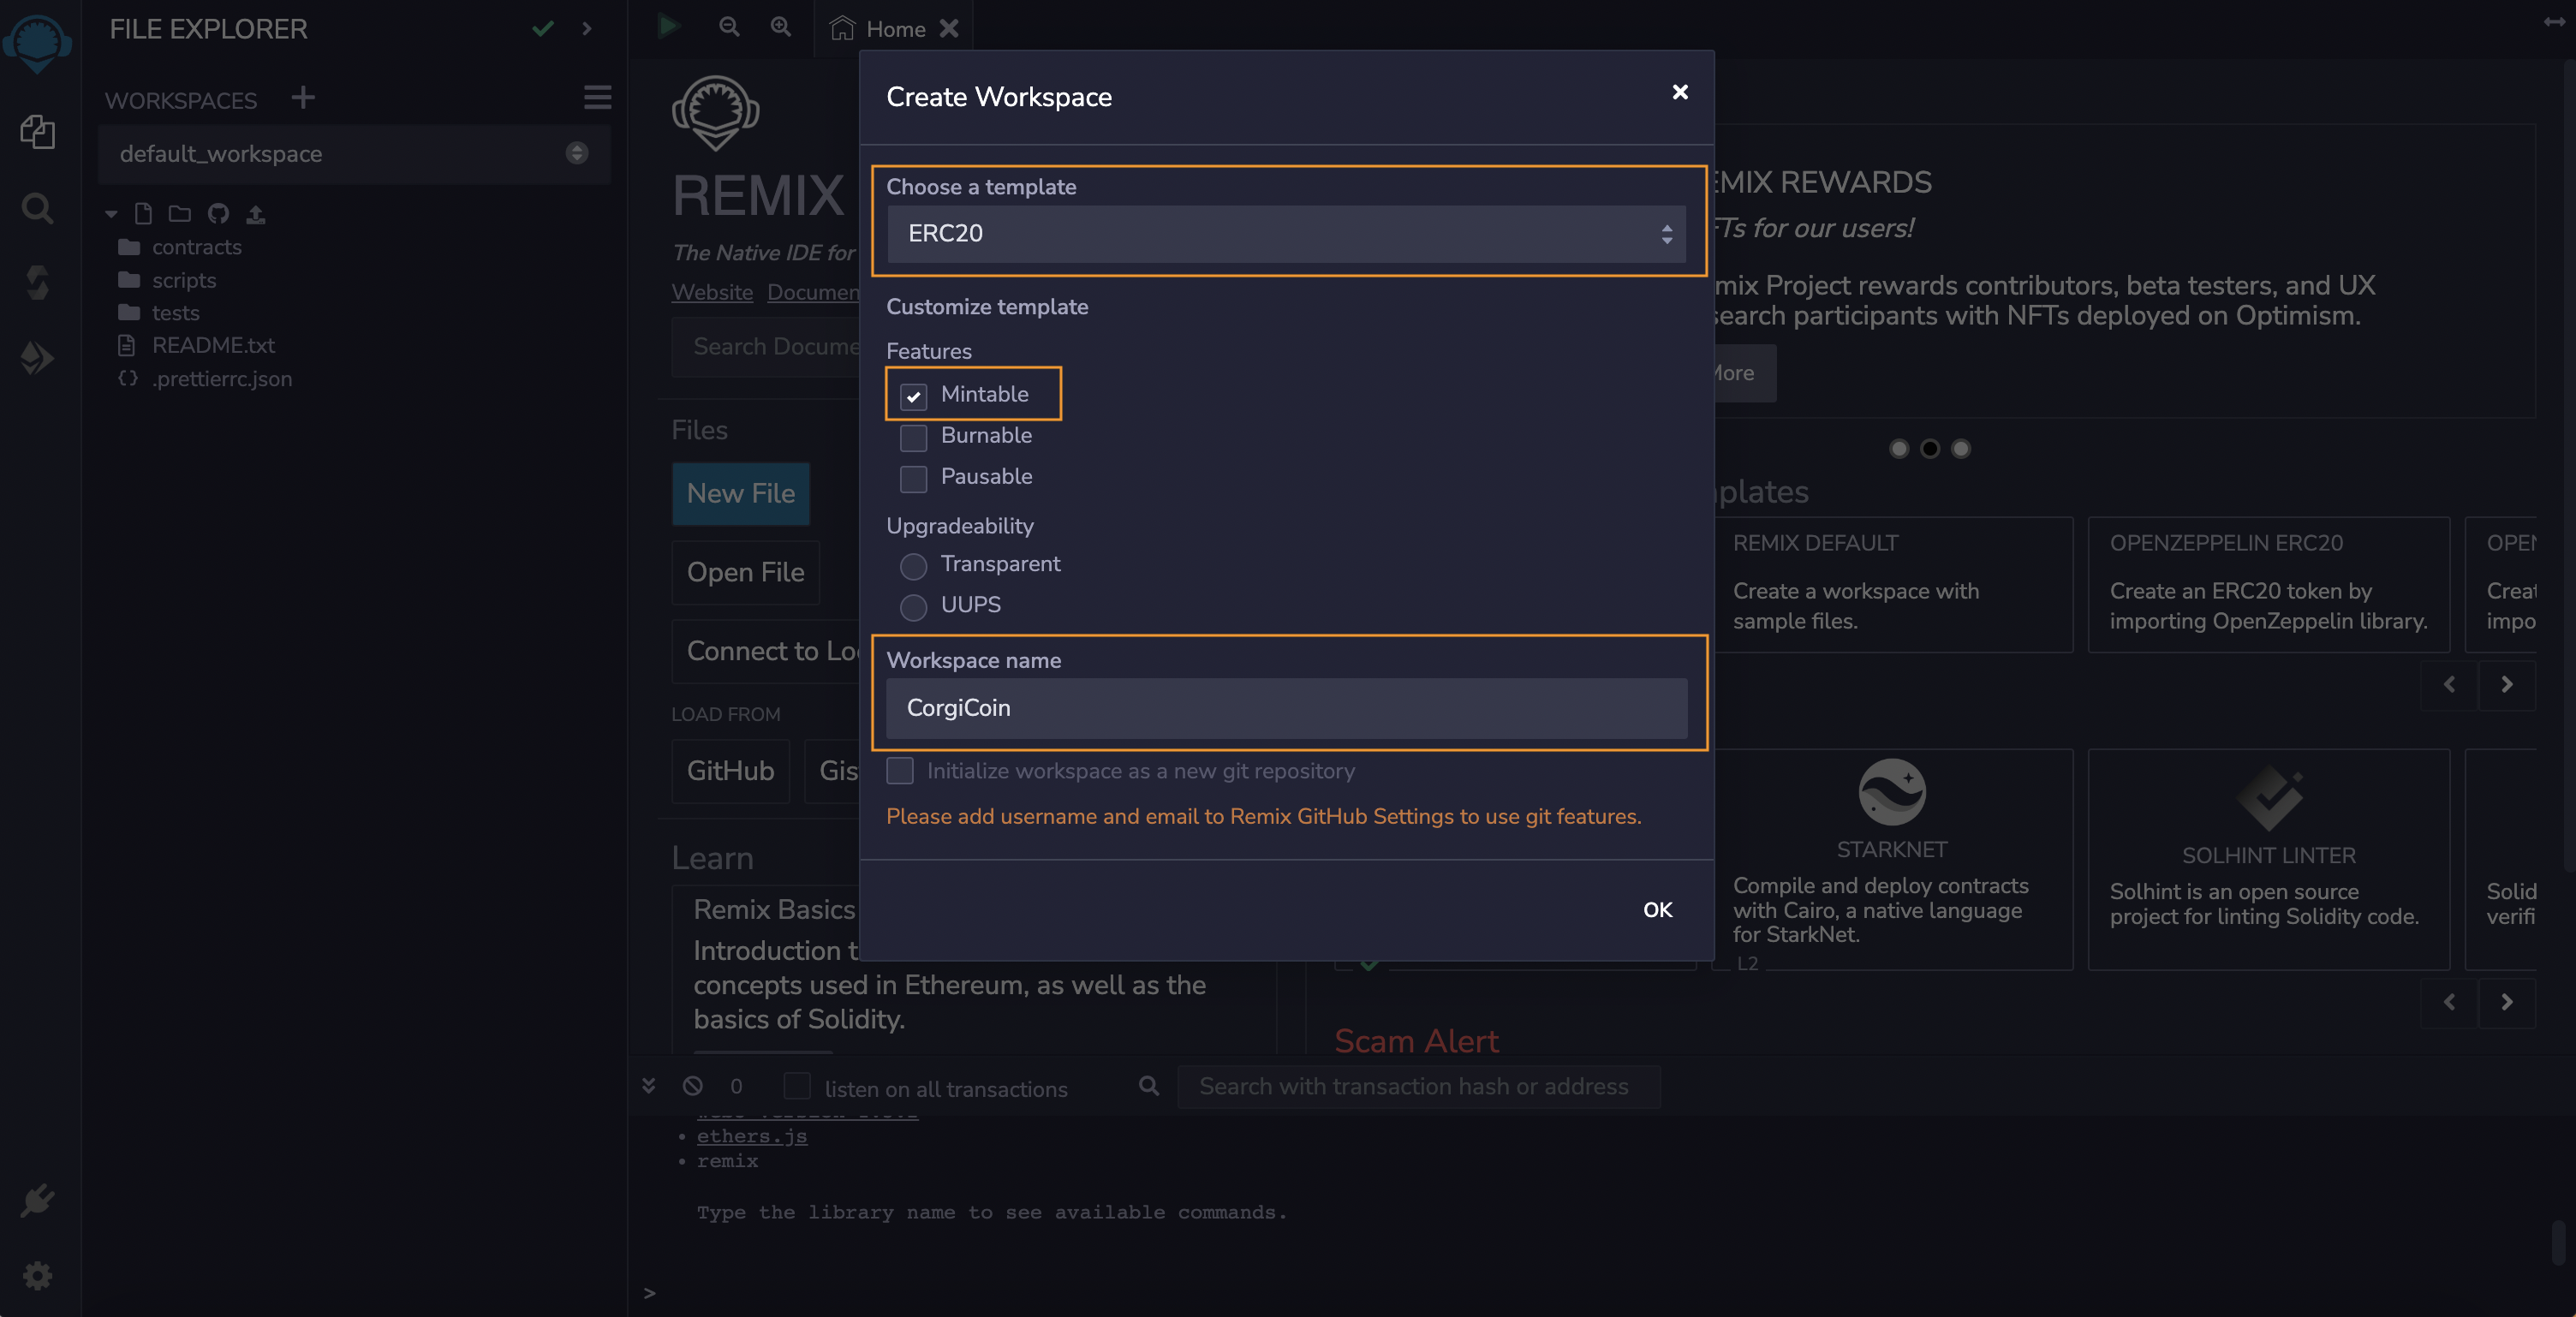 FILE EXPLORER
WORKSPACES
default_workspace
contracts
scripts
tests
README.txt
.prettierrc.json
Home
REMIX
The Native IDE for
Website Documen
Search Docume
Files
New File
Open File
Connect to Loc
LOAD FROM
GitHub Gis
Learn
Remix Basics
Introduction t
concepts used in Ethereum, as well as the
basics of Solidity.
Create Workspace
Choose a template
ERC20
Customize template
Features
Mintable
Burnable
Pausable
Upgradeability
Transparent
UUPS
Workspace name
CorgiCoin
Initialize workspace as a new git repository
Please add username and email to Remix GitHub Settings to use git features.
OK
EMIX REWARDS
FTs for our users!
mix Project rewards contributors, beta testers, and UX
search participants with NFTs deployed on Optimism.
More
plates
REMIX DEFAULT
Create a workspace with
sample files.
OPENZEPPELIN ERC20
Create an ERC20 token by
importing OpenZeppelin library.
OPEN
Creat
impo
STARKNET
Compile and deploy contracts
with Cairo, a native language
for StarkNet.
L2
SOLHINT LINTER
Solhint is an open source
project for linting Solidity code.
Solid
verifi
Scam Alert
0
listen on all transactions
Search with transaction hash or address
ethers.js
remix
Type the library name to see available commands.
>